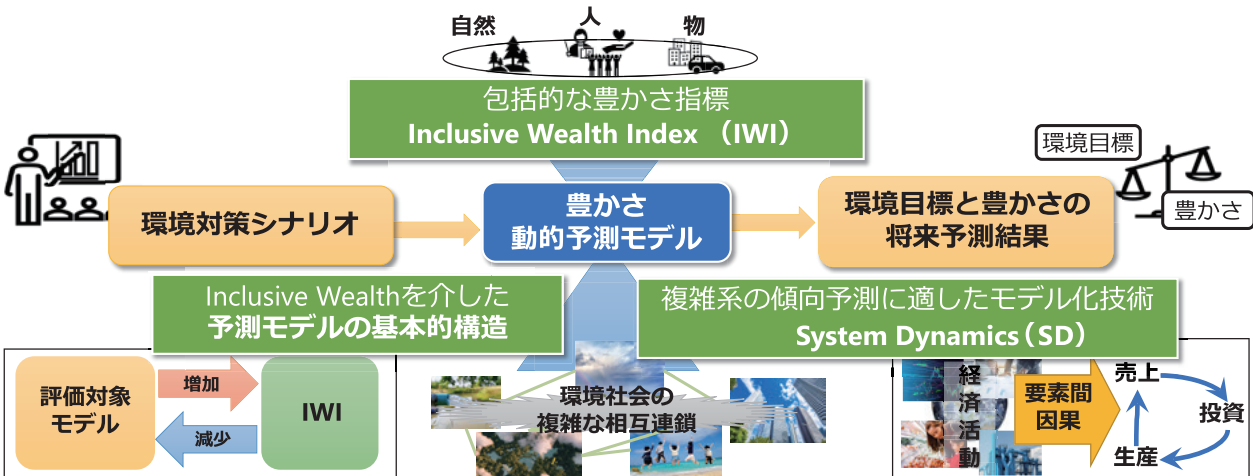 自然
人
物
包括的な豊かさ指標
Inclusive Wealth Index （IWI）
環境目標
豊かさ
環境対策シナリオ
豊かさ
動的予測モデル
環境目標と豊かさの
将来予測結果
Inclusive Wealthを介した
予測モデルの基本的構造
複雑系の傾向予測に適したモデル化技術
System Dynamics（SD）
評価対象
モデル
増加
減少
IWI
環境社会の
複雑な相互連鎖
経済活動
要素間
因果
売上
投資
生産